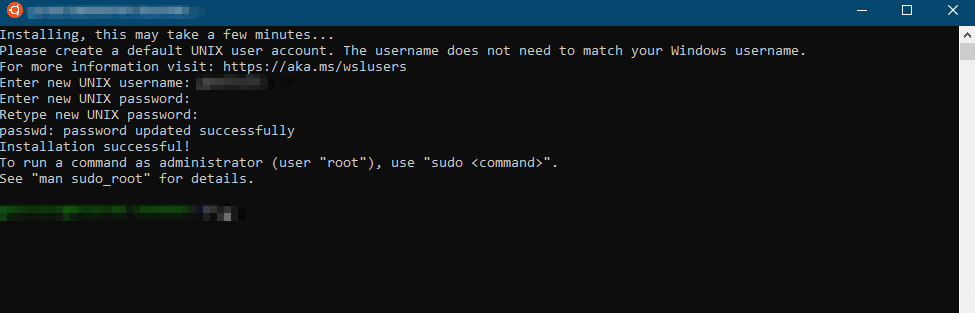 Installing, this may take a few minutes...
Please create a default UNIX user account. The username does not need to match your Windows username.
For more information visit: https://aka.ms/wslusers
Enter new UNIX username:
Enter new UNIX password:
Retype new UNIX password:
passwd: password updated successfully
Installation successful!
To run a command as administrator (user "root"), use "sudo <command>".
See "man sudo_root" for details.